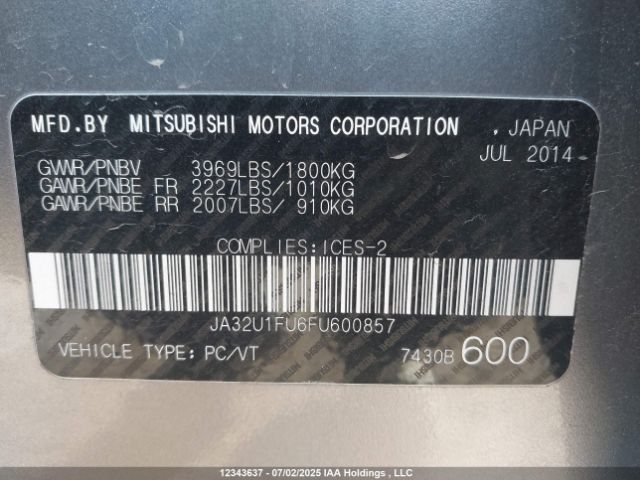 MFD.BY MITSUBISHI MOTORS CORPORATION , JAPAN
JUL 2014
GVWR/PNBV 3969LBS/1800KG
GAWR/PNBE FR 2227LBS/1010KG
GAWR/PNBE RR 2007LBS/ 910KG
COMPLIES:ICES-2
JA32U1FU6FU600857
VEHICLE TYPE: PC/VT 7430B 600
12343637 - 07/02/2025 IAA Holdings , LLC